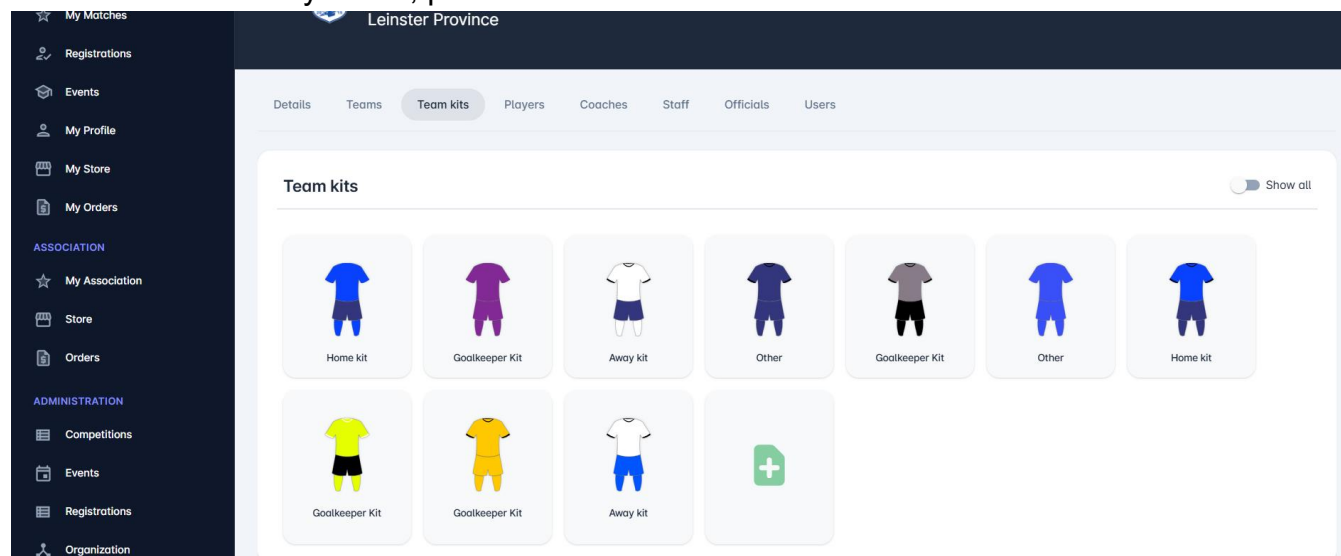 My Matches
Leinster Province
Registrations
Events
My Profile
My Store
My Orders
ASSOCIATION
My Association
Store
Orders
ADMINISTRATION
Competitions
Events
Registrations
Organization
Details Teams Team kits Players Coaches Staff Officials Users
Team kits
Show all
Home kit Goalkeeper Kit Away kit Other Goalkeeper Kit Other Home kit
Goalkeeper Kit Goalkeeper Kit Away kit